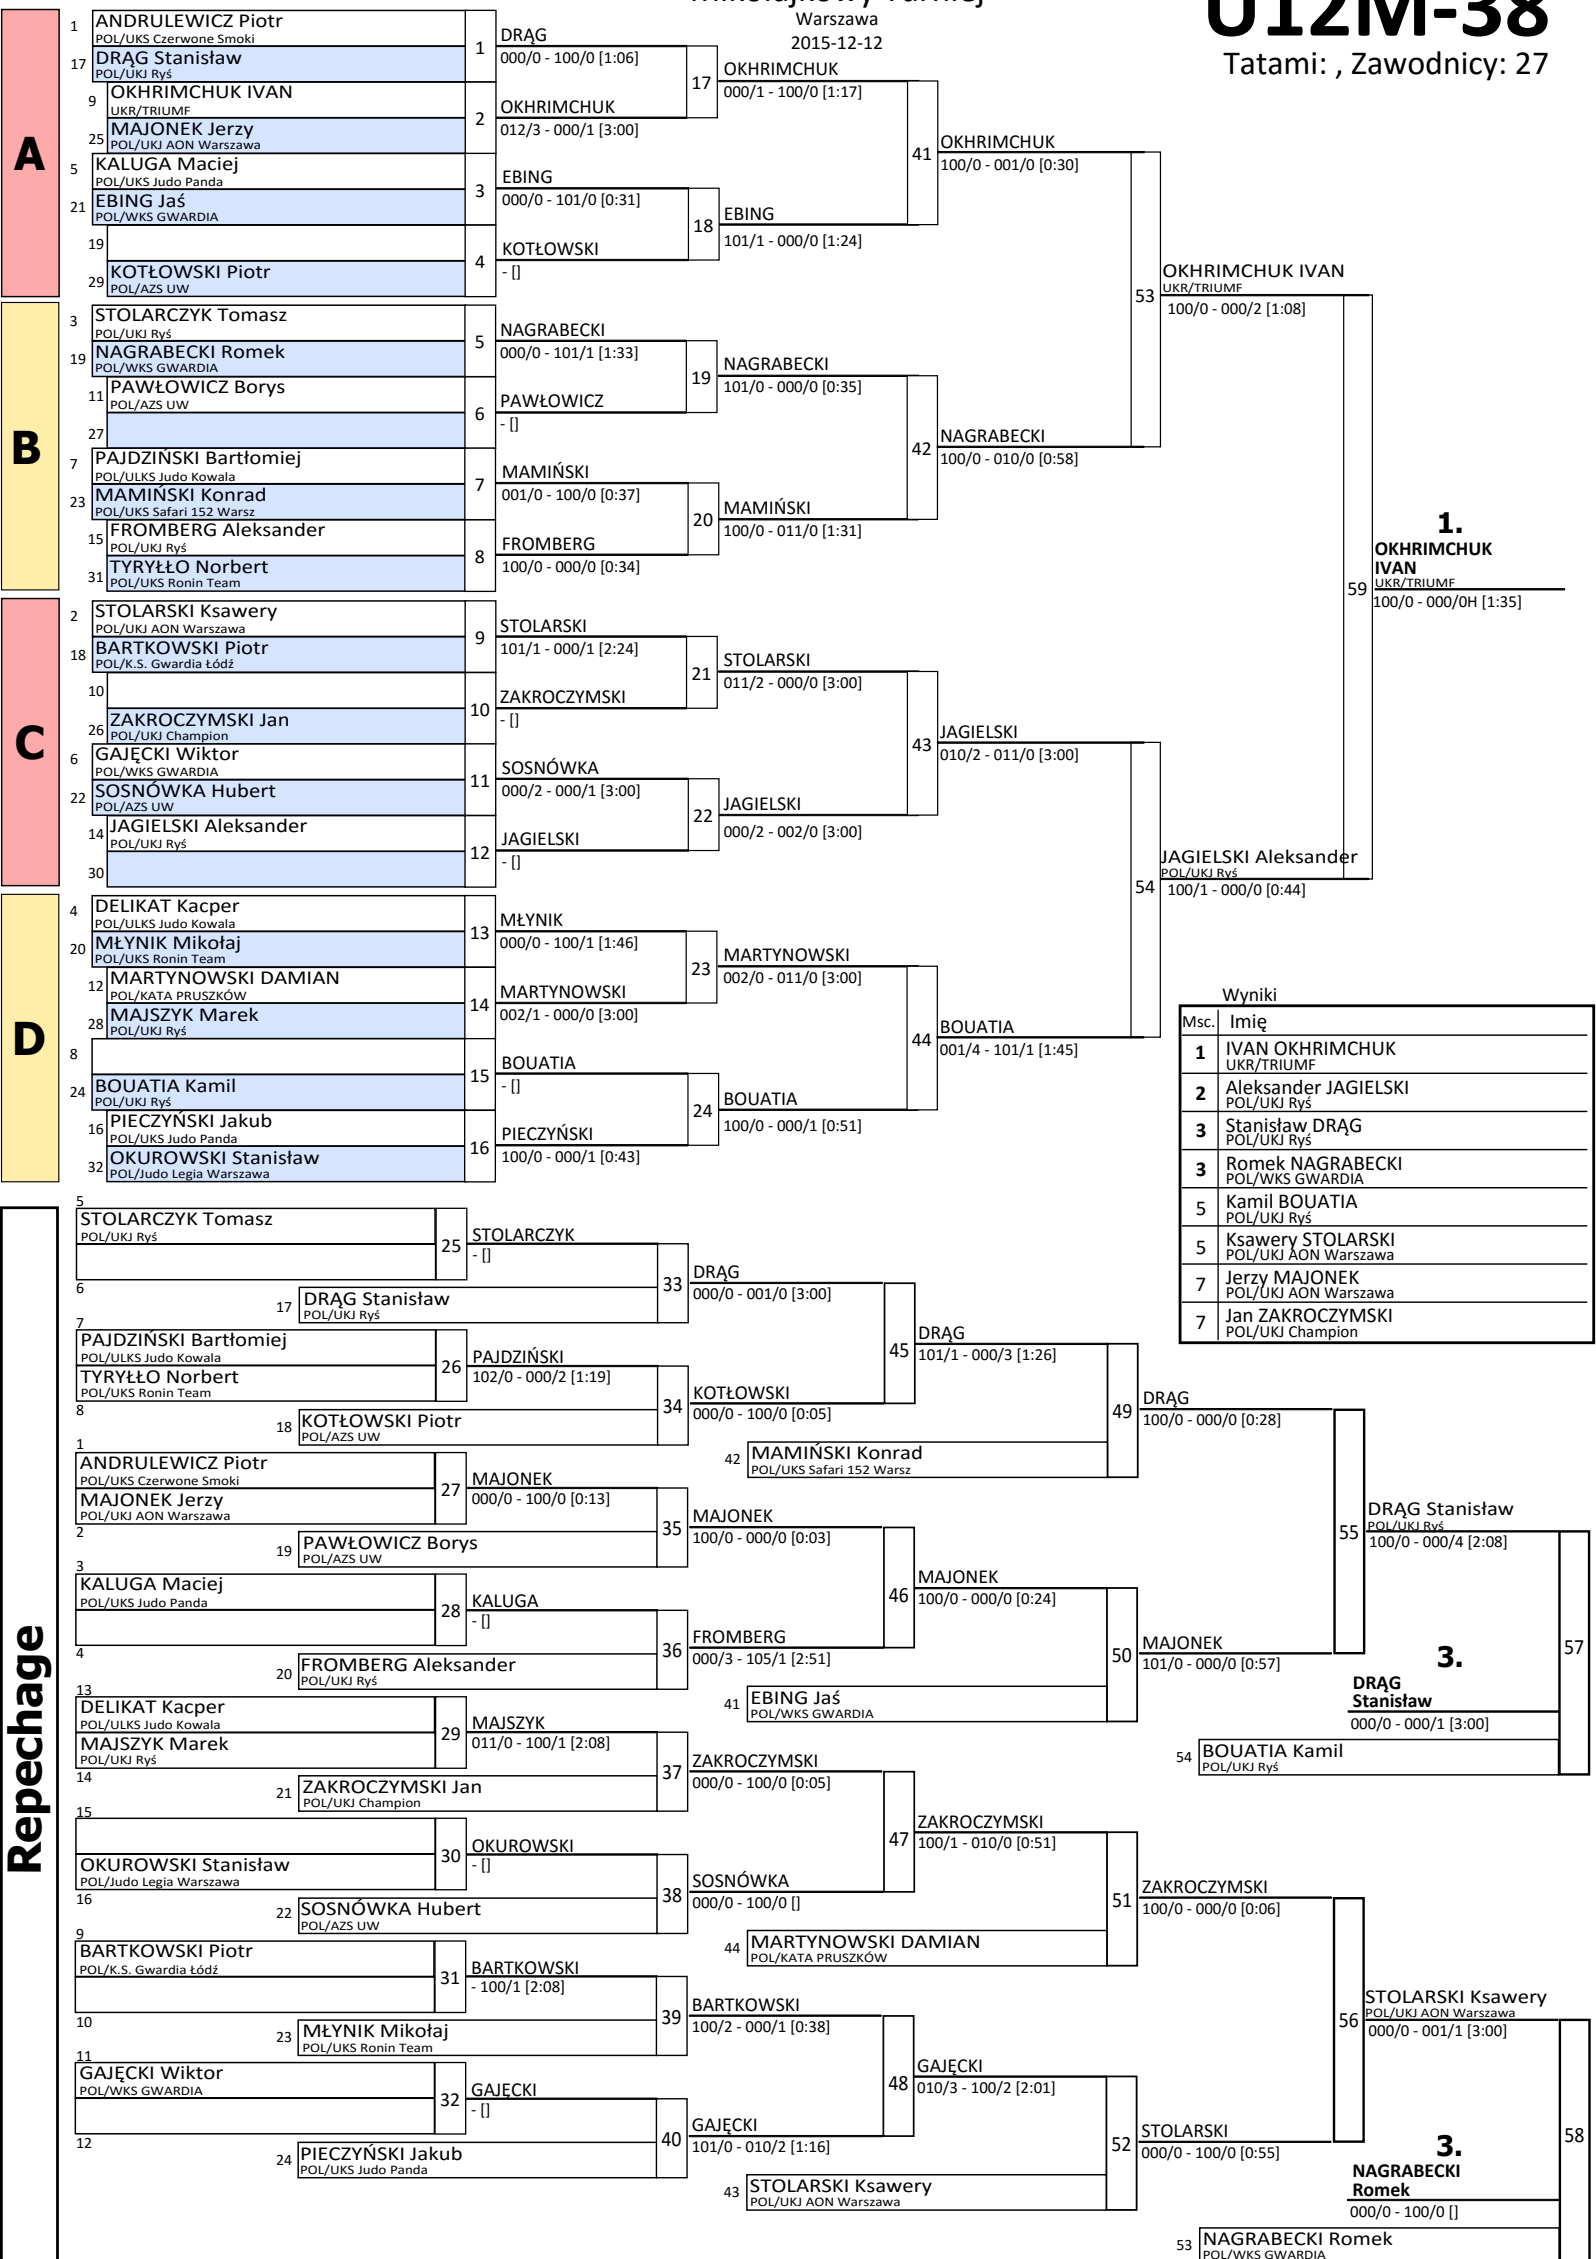 Mikołajkowy Turniej
Warszawa
2015-12-12
U12M-38
Tatami: , Zawodnicy: 27
A
1 ANDRULEWICZ Piotr
POL/UKS Czerwone Smoki
17 DRĄG Stanisław
POL/UKJ Ryś
9 OKHRIMCHUK IVAN
UKR/TRIUMF
25 MAJONEK Jerzy
POL/UKJ AON Warszawa
5 KALUGA Maciej
POL/UKS Judo Panda
21 EBING Jaś
POL/WKS GWARDIA
19
29 KOTŁOWSKI Piotr
POL/AZS UW
1 DRĄG
000/0 - 100/0 [1:06]
2 OKHRIMCHUK
012/3 - 000/1 [3:00]
3 EBING
000/0 - 101/0 [0:31]
4 KOTŁOWSKI
- []
17 OKHRIMCHUK
000/1 - 100/0 [1:17]
18 EBING
101/1 - 000/0 [1:24]
41 OKHRIMCHUK
100/0 - 001/0 [0:30]
B
3 STOLARCZYK Tomasz
POL/UKJ Ryś
19 NAGRABECKI Romek
POL/WKS GWARDIA
11 PAWŁOWICZ Borys
POL/AZS UW
27
7 PAJDZIŃSKI Bartłomiej
POL/ULKS Judo Kowala
23 MAMIŃSKI Konrad
POL/UKS Safari 152 Warsz
15 FROMBERG Aleksander
POL/UKJ Ryś
31 TYRYŁŁO Norbert
POL/UKS Ronin Team
5 NAGRABECKI
000/0 - 101/1 [1:33]
6 PAWŁOWICZ
- []
7 MAMIŃSKI
001/0 - 100/0 [0:37]
8 FROMBERG
100/0 - 000/0 [0:34]
19 NAGRABECKI
101/0 - 000/0 [0:35]
20 MAMIŃSKI
100/0 - 011/0 [1:31]
42 NAGRABECKI
100/0 - 010/0 [0:58]
53 OKHRIMCHUK IVAN
UKR/TRIUMF
100/0 - 000/2 [1:08]
C
2 STOLARSKI Ksawery
POL/UKJ AON Warszawa
18 BARTKOWSKI Piotr
POL/K.S. Gwardia Łódź
10
26 ZAKROCZYMSKI Jan
POL/UKJ Champion
6 GAJĘCKI Wiktor
POL/WKS GWARDIA
22 SOSNÓWKA Hubert
POL/AZS UW
14 JAGIELSKI Aleksander
POL/UKJ Ryś
30
9 STOLARSKI
101/1 - 000/1 [2:24]
10 ZAKROCZYMSKI
- []
11 SOSNÓWKA
000/2 - 000/1 [3:00]
12 JAGIELSKI
- []
21 STOLARSKI
011/2 - 000/0 [3:00]
22 JAGIELSKI
000/2 - 002/0 [3:00]
43 JAGIELSKI
010/2 - 011/0 [3:00]
D
4 DELIKAT Kacper
POL/ULKS Judo Kowala
20 MŁYNIK Mikołaj
POL/UKS Ronin Team
12 MARTYNOWSKI DAMIAN
POL/KATA PRUSZKÓW
28 MAJSZYK Marek
POL/UKJ Ryś
8
24 BOUATIA Kamil
POL/UKJ Ryś
16 PIECZYŃSKI Jakub
POL/UKS Judo Panda
32 OKUROWSKI Stanisław
POL/Judo Legia Warszawa
13 MŁYNIK
000/0 - 100/1 [1:46]
14 MARTYNOWSKI
002/1 - 000/0 [3:00]
15 BOUATIA
- []
16 PIECZYŃSKI
100/0 - 000/1 [0:43]
23 MARTYNOWSKI
002/0 - 011/0 [3:00]
24 BOUATIA
100/0 - 000/1 [0:51]
44 BOUATIA
001/4 - 101/1 [1:45]
54 JAGIELSKI Aleksander
POL/UKJ Ryś
100/1 - 000/0 [0:44]
59
1.
OKHRIMCHUK
IVAN
UKR/TRIUMF
100/0 - 000/0H [1:35]
Wyniki
Msc. Imię
1 IVAN OKHRIMCHUK
UKR/TRIUMF
2 Aleksander JAGIELSKI
POL/UKJ Ryś
3 Stanisław DRĄG
POL/UKJ Ryś
3 Romek NAGRABECKI
POL/WKS GWARDIA
5 Kamil BOUATIA
POL/UKJ Ryś
5 Ksawery STOLARSKI
POL/UKJ AON Warszawa
7 Jerzy MAJONEK
POL/UKJ AON Warszawa
7 Jan ZAKROCZYMSKI
POL/UKJ Champion
Repechage
5
STOLARCZYK Tomasz
POL/UKJ Ryś
6
25 STOLARCZYK
- []
17 DRĄG Stanisław
POL/UKJ Ryś
7
PAJDZIŃSKI Bartłomiej
POL/ULKS Judo Kowala
TYRYŁŁO Norbert
POL/UKS Ronin Team
8
26 PAJDZIŃSKI
102/0 - 000/2 [1:19]
18 KOTŁOWSKI Piotr
POL/AZS UW
1
ANDRULEWICZ Piotr
POL/UKS Czerwone Smoki
MAJONEK Jerzy
POL/UKJ AON Warszawa
2
27 MAJONEK
000/0 - 100/0 [0:13]
19 PAWŁOWICZ Borys
POL/AZS UW
3
KALUGA Maciej
POL/UKS Judo Panda
4
28 KALUGA
- []
20 FROMBERG Aleksander
POL/UKJ Ryś
13
DELIKAT Kacper
POL/ULKS Judo Kowala
MAJSZYK Marek
POL/UKJ Ryś
14
29 MAJSZYK
011/0 - 100/1 [2:08]
21 ZAKROCZYMSKI Jan
POL/UKJ Champion
15
OKUROWSKI Stanisław
POL/Judo Legia Warszawa
16
30 OKUROWSKI
- []
22 SOSNÓWKA Hubert
POL/AZS UW
9
BARTKOWSKI Piotr
POL/K.S. Gwardia Łódź
10
31 BARTKOWSKI
- 100/1 [2:08]
23 MŁYNIK Mikołaj
POL/UKS Ronin Team
11
GAJĘCKI Wiktor
POL/WKS GWARDIA
12
32 GAJĘCKI
- []
24 PIECZYŃSKI Jakub
POL/UKS Judo Panda
33 DRĄG
000/0 - 001/0 [3:00]
34 KOTŁOWSKI
000/0 - 100/0 [0:05]
35 MAJONEK
100/0 - 000/0 [0:03]
36 FROMBERG
000/3 - 105/1 [2:51]
37 ZAKROCZYMSKI
000/0 - 100/0 [0:05]
38 SOSNÓWKA
000/0 - 100/0 []
39 BARTKOWSKI
100/2 - 000/1 [0:38]
40 GAJĘCKI
101/0 - 010/2 [1:16]
45 DRĄG
101/1 - 000/3 [1:26]
42 MAMIŃSKI Konrad
POL/UKS Safari 152 Warsz
46 MAJONEK
100/0 - 000/0 [0:24]
41 EBING Jaś
POL/WKS GWARDIA
47 ZAKROCZYMSKI
100/1 - 010/0 [0:51]
44 MARTYNOWSKI DAMIAN
POL/KATA PRUSZKÓW
48 GAJĘCKI
010/3 - 100/2 [2:01]
43 STOLARSKI Ksawery
POL/UKJ AON Warszawa
49 DRĄG
100/0 - 000/0 [0:28]
50 MAJONEK
101/0 - 000/0 [0:57]
51 ZAKROCZYMSKI
100/0 - 000/0 [0:06]
52 STOLARSKI
000/0 - 100/0 [0:55]
55 DRĄG Stanisław
POL/UKJ Ryś
100/0 - 000/4 [2:08]
57
3.
DRĄG
Stanisław
000/0 - 000/1 [3:00]
54 BOUATIA Kamil
POL/UKJ Ryś
56 STOLARSKI Ksawery
POL/UKJ AON Warszawa
000/0 - 001/1 [3:00]
58
3.
NAGRABECKI
Romek
000/0 - 100/0 []
53 NAGRABECKI Romek
POL/WKS GWARDIA